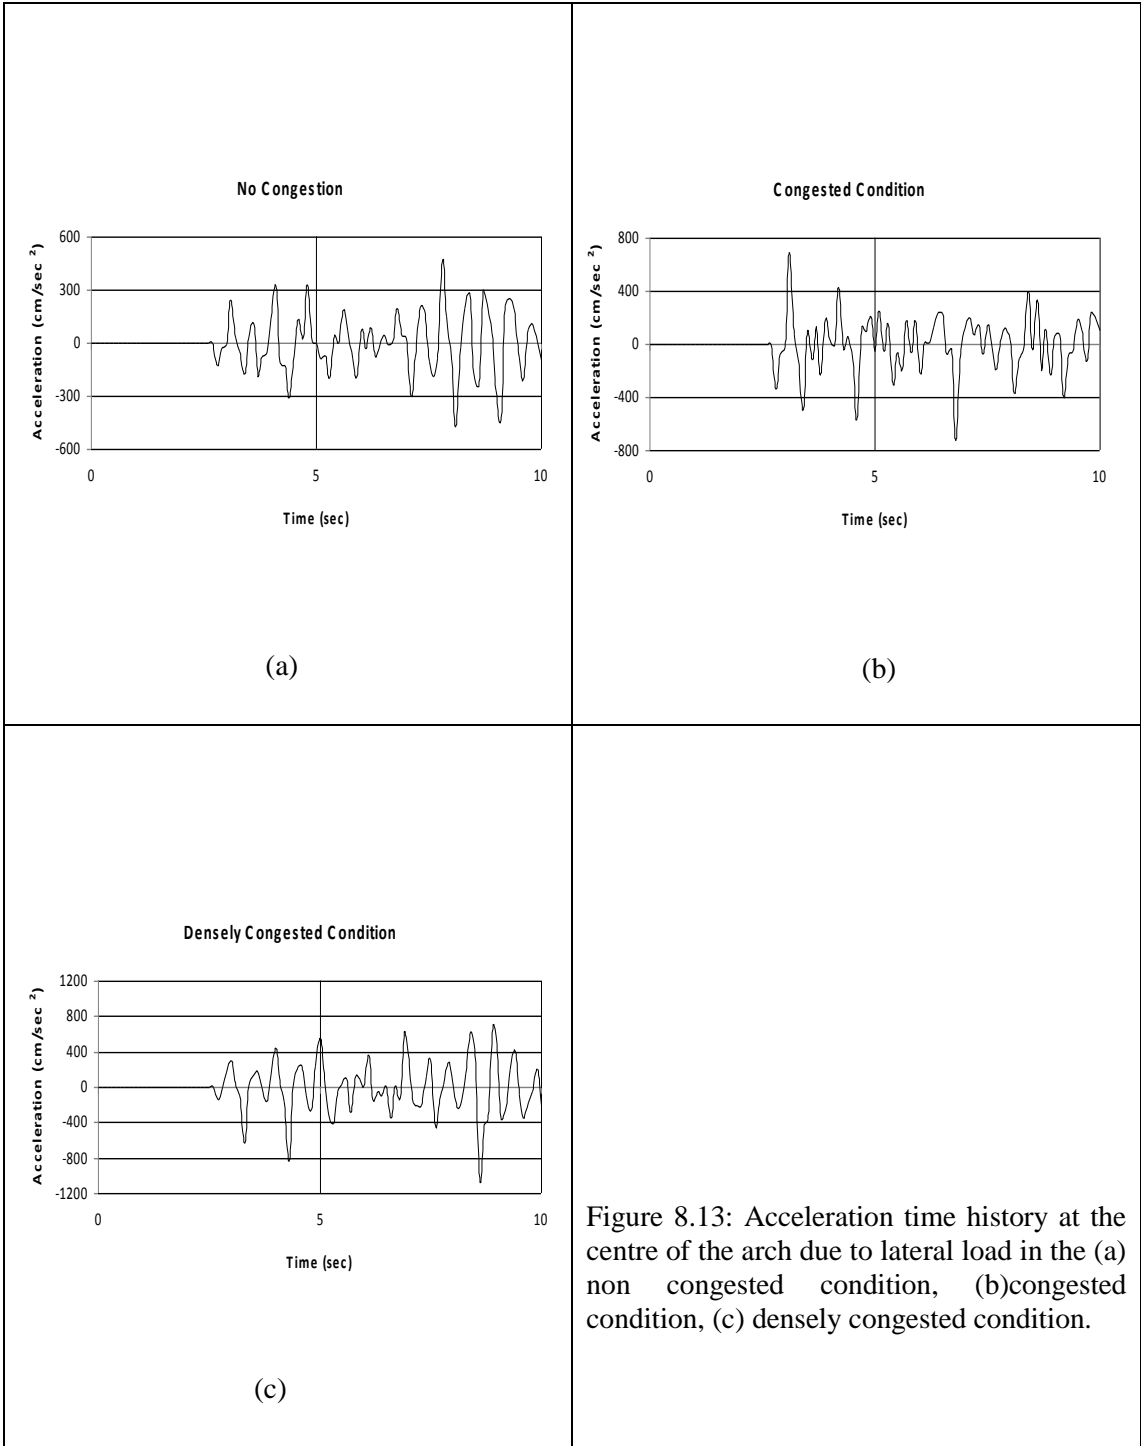 No Congestion
600
300
0
-300
-600
0 5 10
Acceleration (cm/sec ²)
Time (sec)
(a)
Congested Condition
800
400
0
-400
-800
0 5 10
Acceleration (cm/sec ²)
Time (sec)
(b)
Densely Congested Condition
1200
800
400
0
-400
-800
-1200
0 5 10
Acceleration (cm/sec ²)
Time (sec)
(c)
Figure 8.13: Acceleration time history at the
centre of the arch due to lateral load in the (a)
non congested condition, (b)congested
condition, (c) densely congested condition.